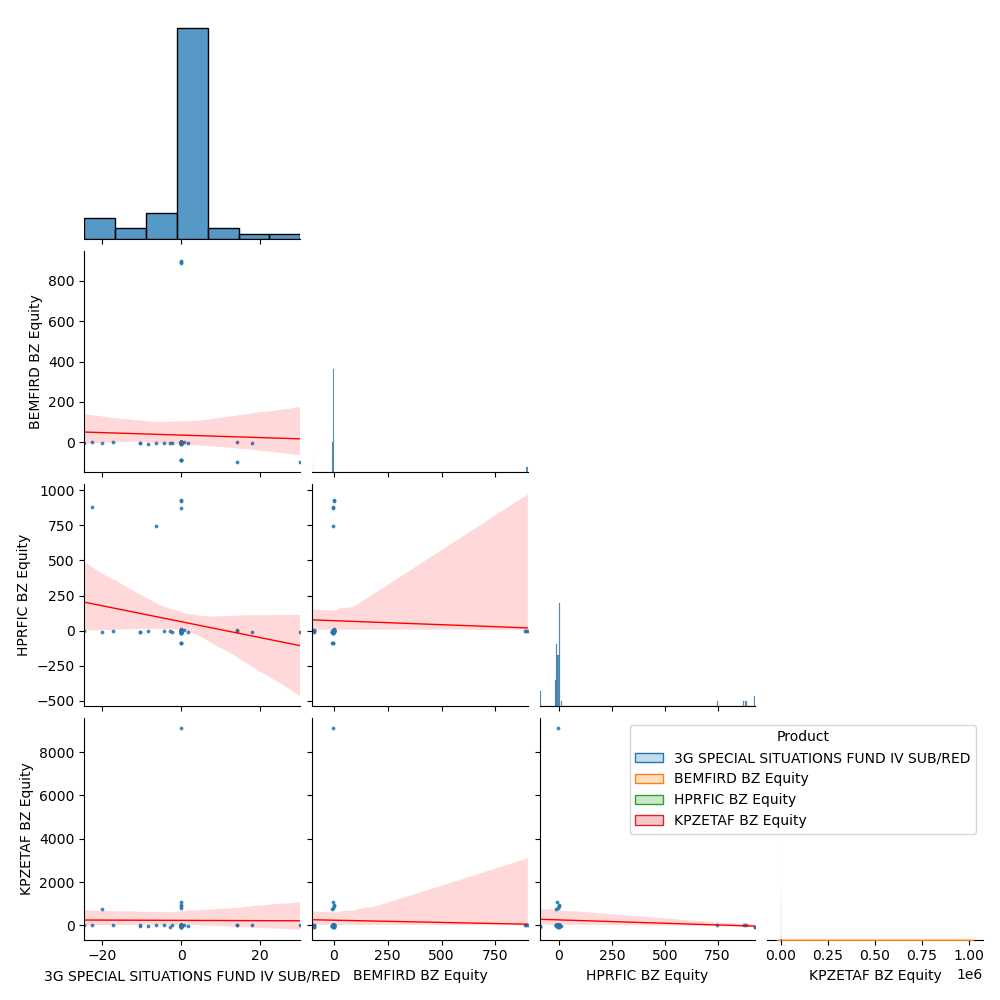 800
600
400
200
0
BEMFIRD BZ Equity
1000
750
500
250
0
−250
−500
HPRFIC BZ Equity
8000
6000
4000
2000
0
KPZETAF BZ Equity
Product
3G SPECIAL SITUATIONS FUND IV SUB/RED
BEMFIRD BZ Equity
HPRFIC BZ Equity
KPZETAF BZ Equity
−20 0 20
0 250 500 750
0 250 500 750
0.00 0.25 0.50 0.75 1.00
1e6
3G SPECIAL SITUATIONS FUND IV SUB/RED
BEMFIRD BZ Equity
HPRFIC BZ Equity
KPZETAF BZ Equity